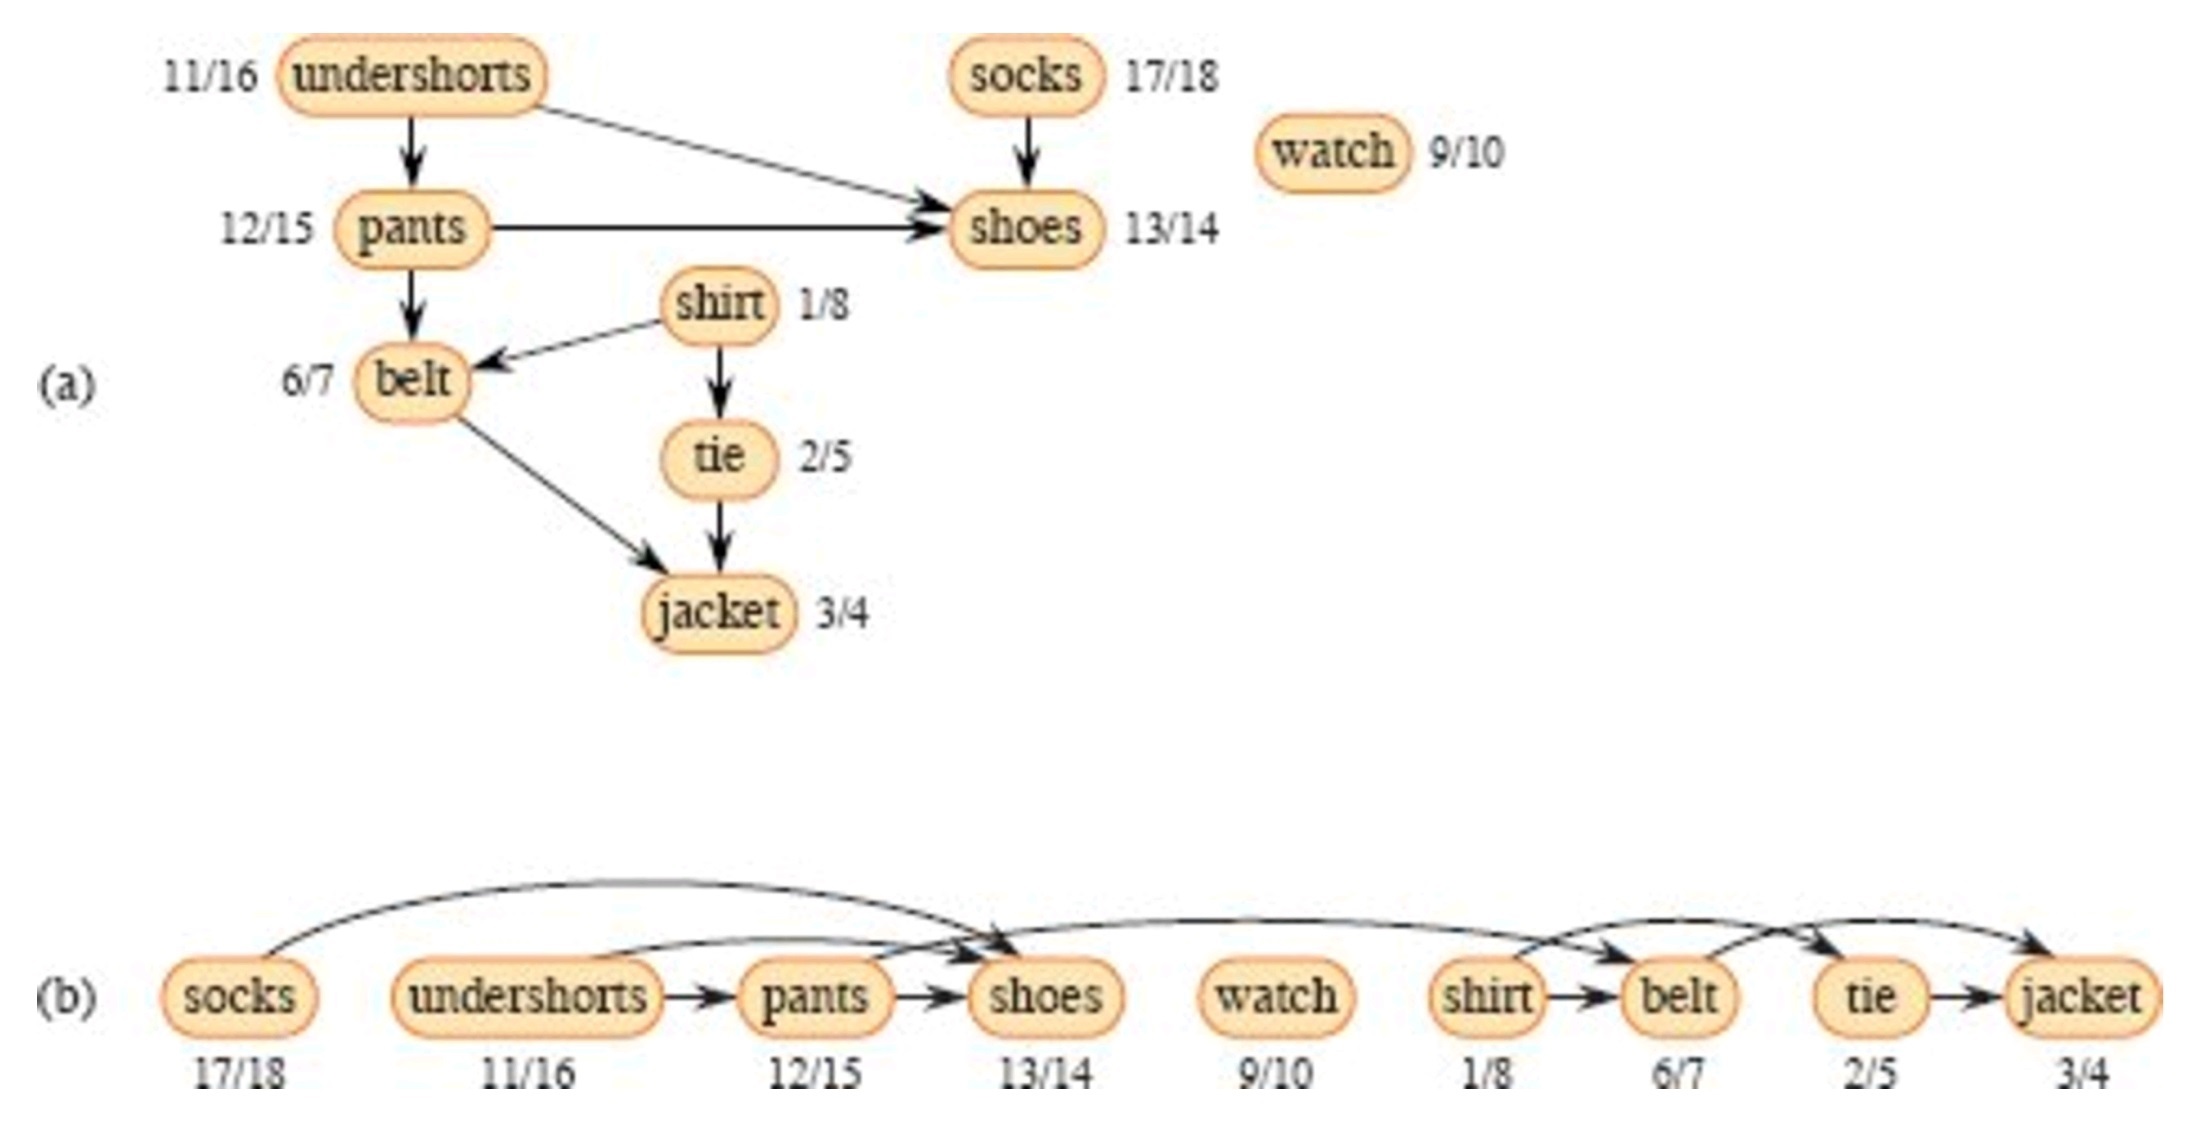 11/16 undershorts socks 17/18
watch 9/10
12/15 pants shoes 13/14
shirt 1/8
(a) 6/7 belt
tie 2/5
jacket 3/4
(b) socks undershorts pants shoes watch shirt belt tie jacket
17/18 11/16 12/15 13/14 9/10 1/8 6/7 2/5 3/4